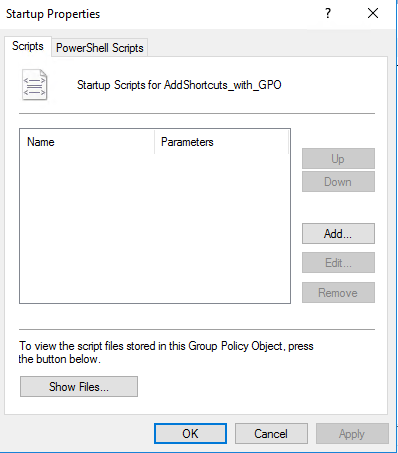 Startup Properties
?
Scripts PowerShell Scripts
Startup Scripts for AddShortcuts_with_GPO
Name Parameters
Up
Down
Add...
Edit...
Remove
To view the script files stored in this Group Policy Object, press
the button below.
Show Files...
OK Cancel Apply